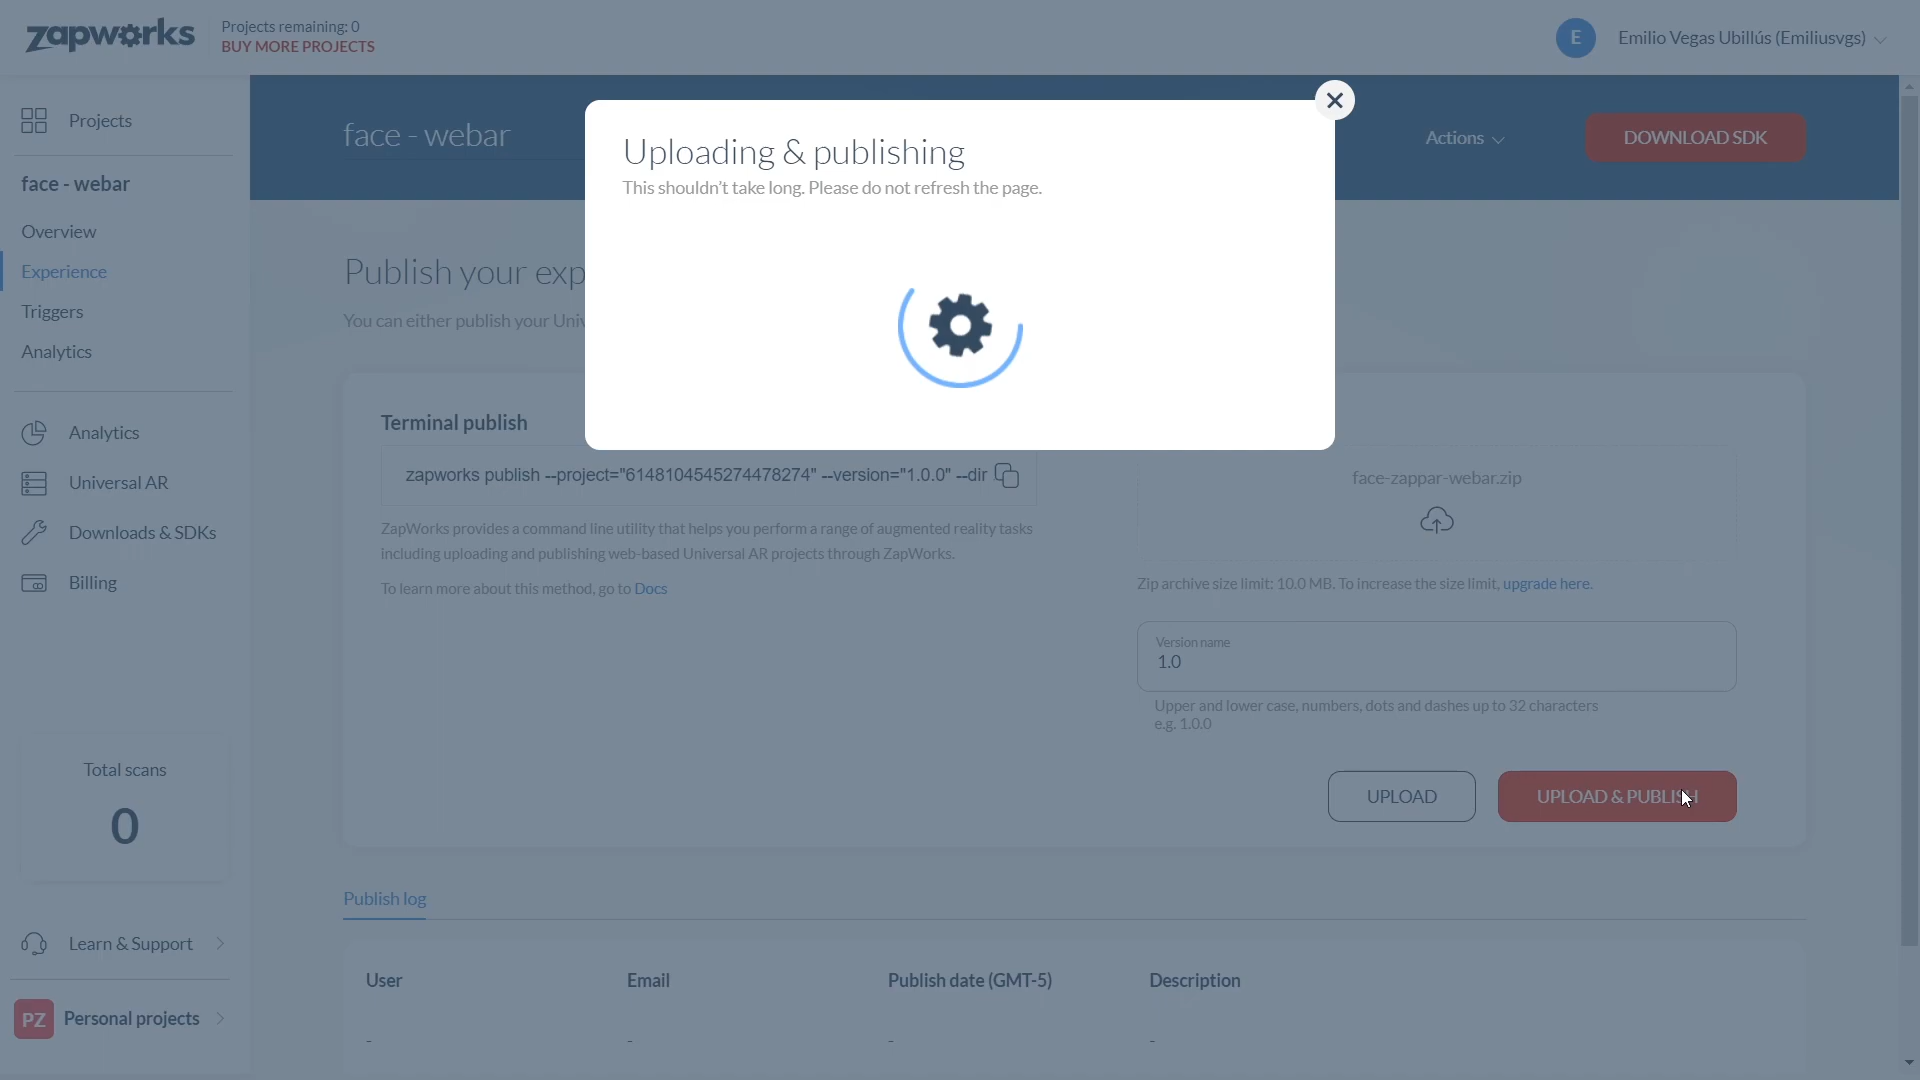 zapworks
Projects remaining: 0
BUY MORE PROJECTS
E
Emilio Vegas Ubillús (Emiliusvgs)
Projects
face - webar
Overview
Experience
Triggers
Analytics
Analytics
Universal AR
Downloads & SDKs
Billing
Total scans
0
Learn & Support
PZ
Personal projects
face - webar
Actions
DOWNLOAD SDK
Uploading & publishing
This shouldn't take long. Please do not refresh the page.
Publish your exp
You can either publish your Univ
Terminal publish
zapworks publish --project="6148104545274478274" --version="1.0.0" --dir
ZapWorks provides a command line utility that helps you perform a range of augmented reality tasks
including uploading and publishing web-based Universal AR projects through ZapWorks.
To learn more about this method, go to Docs
face-zappar-webar.zip
Zip archive size limit: 10.0 MB. To increase the size limit, upgrade here.
Version name
1.0
Upper and lower case, numbers, dots and dashes up to 32 characters
e.g. 1.0.0
UPLOAD
UPLOAD & PUBLISH
Publish log
User
Email
Publish date (GMT-5)
Description
-
-
-
-